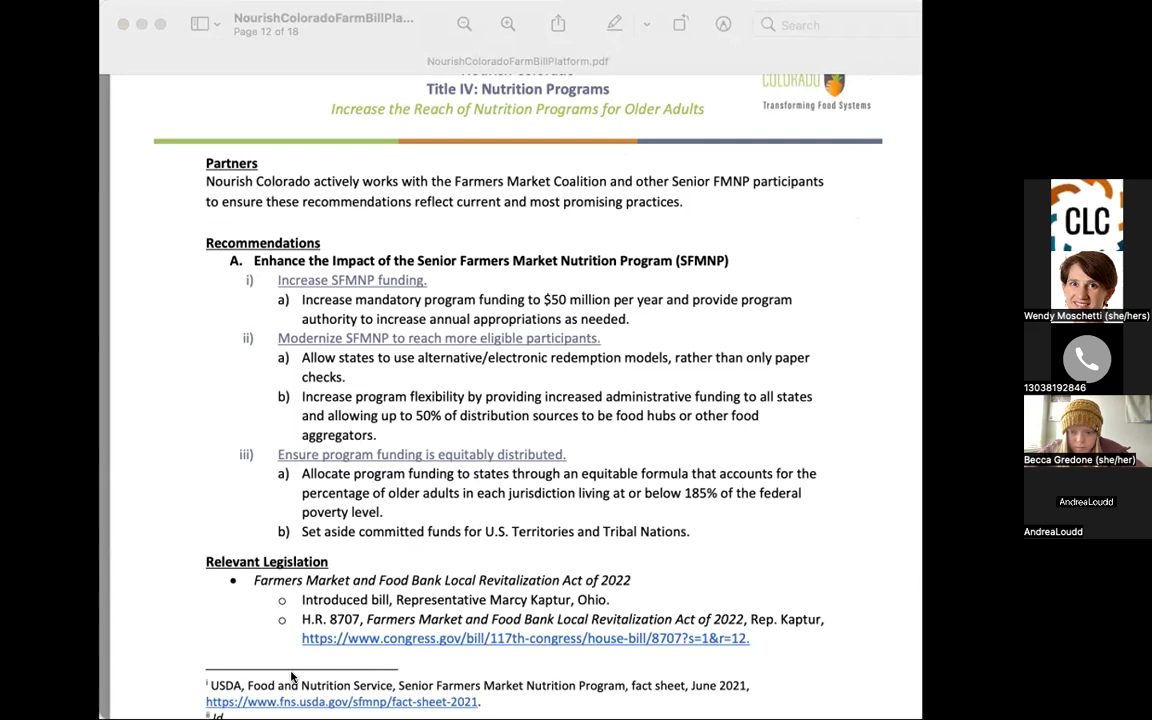 NourishColoradoFarmBillPla...
Page 12 of 18
Search
NourishColoradoFarmBillPlatform.pdf
COLORADO
Title IV: Nutrition Programs
Increase the Reach of Nutrition Programs for Older Adults
Transforming Food Systems
Partners
Nourish Colorado actively works with the Farmers Market Coalition and other Senior FMNP participants
to ensure these recommendations reflect current and most promising practices.
Recommendations
A. Enhance the Impact of the Senior Farmers Market Nutrition Program (SFMNP)
i) Increase SFMNP funding.
a) Increase mandatory program funding to $50 million per year and provide program
authority to increase annual appropriations as needed.
ii) Modernize SFMNP to reach more eligible participants.
a) Allow states to use alternative/electronic redemption models, rather than only paper
checks.
b) Increase program flexibility by providing increased administrative funding to all states
and allowing up to 50% of distribution sources to be food hubs or other food
aggregators.
iii) Ensure program funding is equitably distributed.
a) Allocate program funding to states through an equitable formula that accounts for the
percentage of older adults in each jurisdiction living at or below 185% of the federal
poverty level.
b) Set aside committed funds for U.S. Territories and Tribal Nations.
Relevant Legislation
• Farmers Market and Food Bank Local Revitalization Act of 2022
o Introduced bill, Representative Marcy Kaptur, Ohio.
o H.R. 8707, Farmers Market and Food Bank Local Revitalization Act of 2022, Rep. Kaptur,
https://www.congress.gov/bill/117th-congress/house-bill/8707?s=1&r=12.
i USDA, Food and Nutrition Service, Senior Farmers Market Nutrition Program, fact sheet, June 2021,
https://www.fns.usda.gov/sfmnp/fact-sheet-2021.
ii Id
CLC
Wendy Moschetti (she/hers)
13038192846
Becca Gredone (she/her)
AndreaLoudd
AndreaLoudd